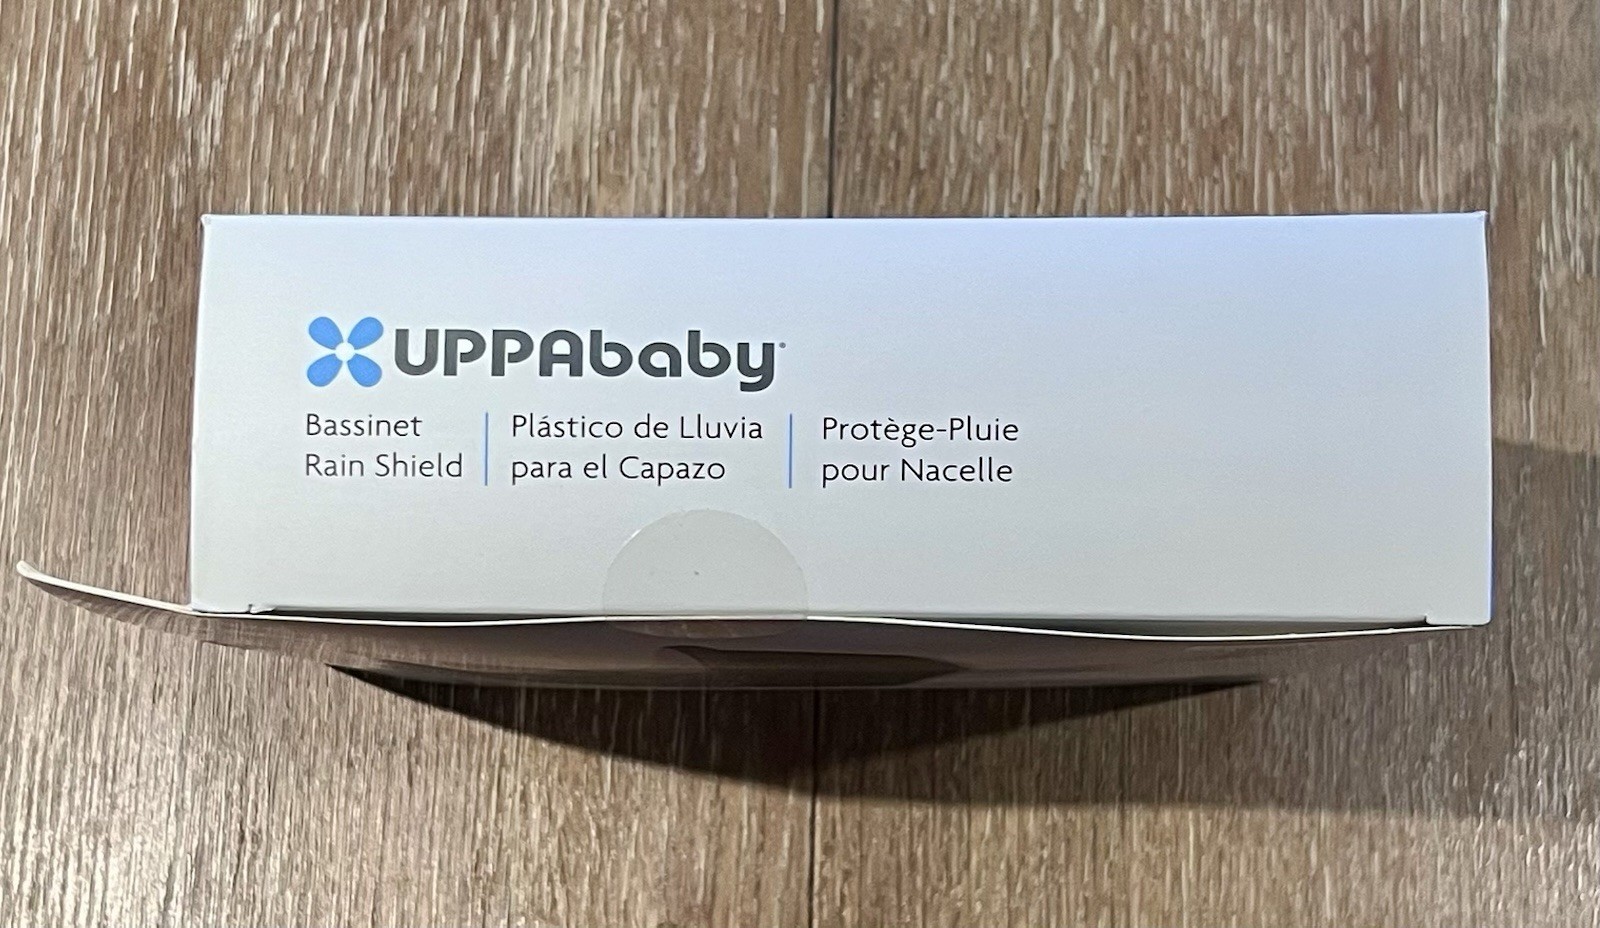 UPPAbaby
Bassinet
Rain Shield
Plástico de Lluvia
para el Capazo
Protège-Pluie
pour Nacelle